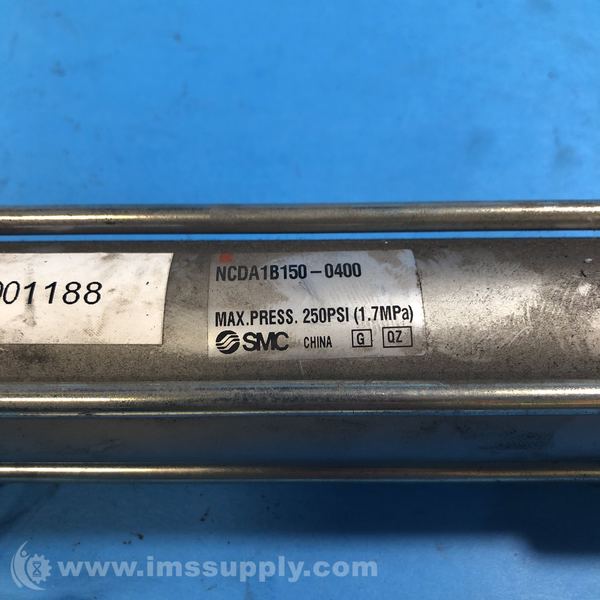 NCDA1B150-0400
001188
MAX.PRESS. 250PSI (1.7MPa)
SMC CHINA G QZ
www.imssupply.com